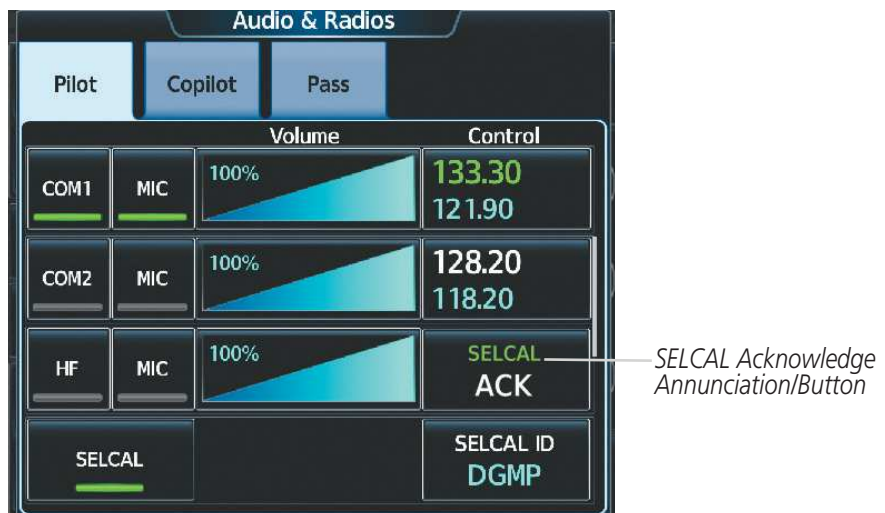 Audio & Radios
Pilot
Copilot
Pass
Volume
Control
COM1
MIC
100%
133.30
121.90
COM2
MIC
100%
128.20
118.20
HF
MIC
100%
SELCAL
ACK
SELCAL Acknowledge
Annunciation/Button
SELCAL
SELCAL ID
DGMP